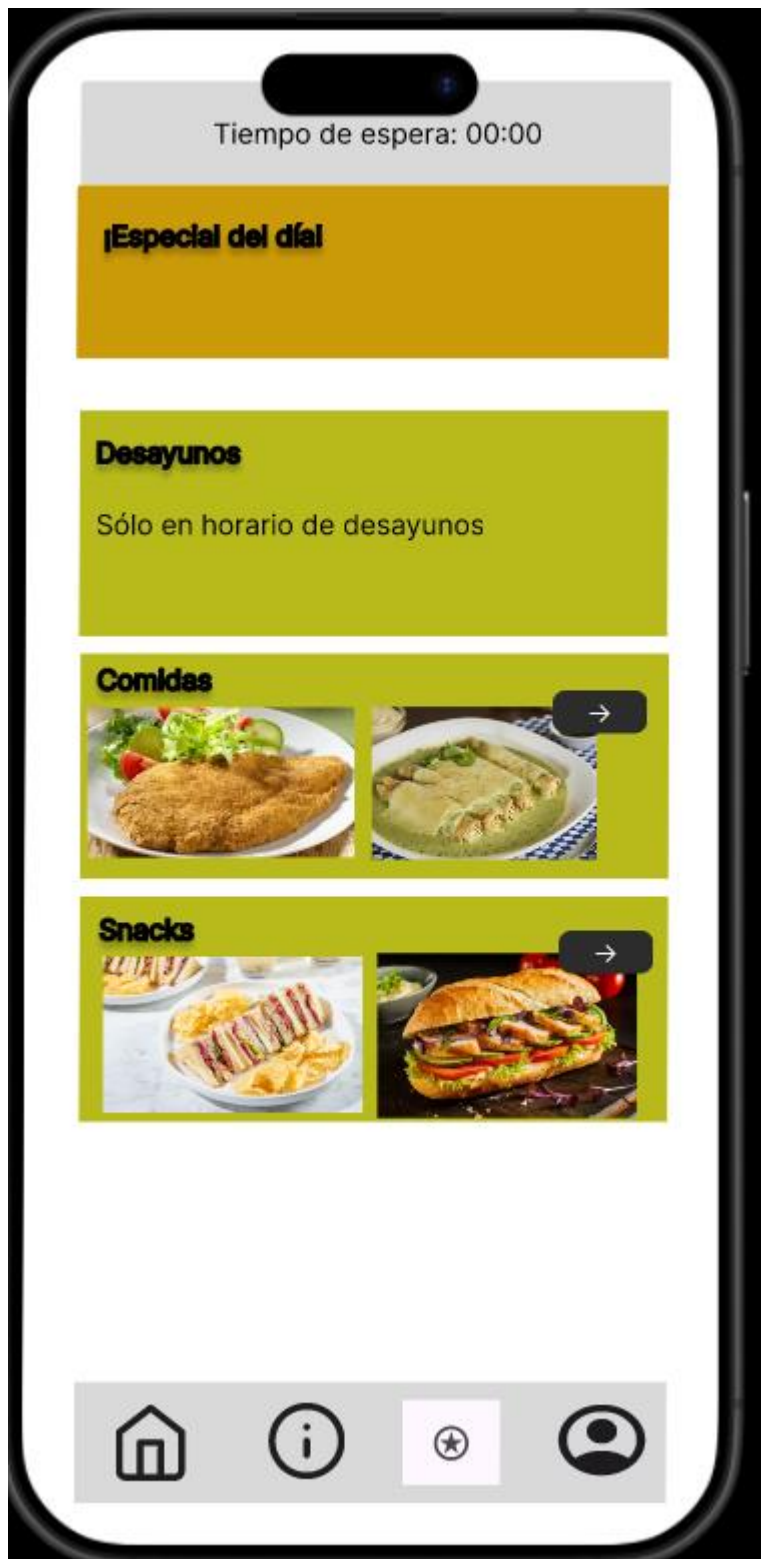 Tiempo de espera: 00:00
¡Especial del día!
Desayunos
Sólo en horario de desayunos
Comidas
Snacks